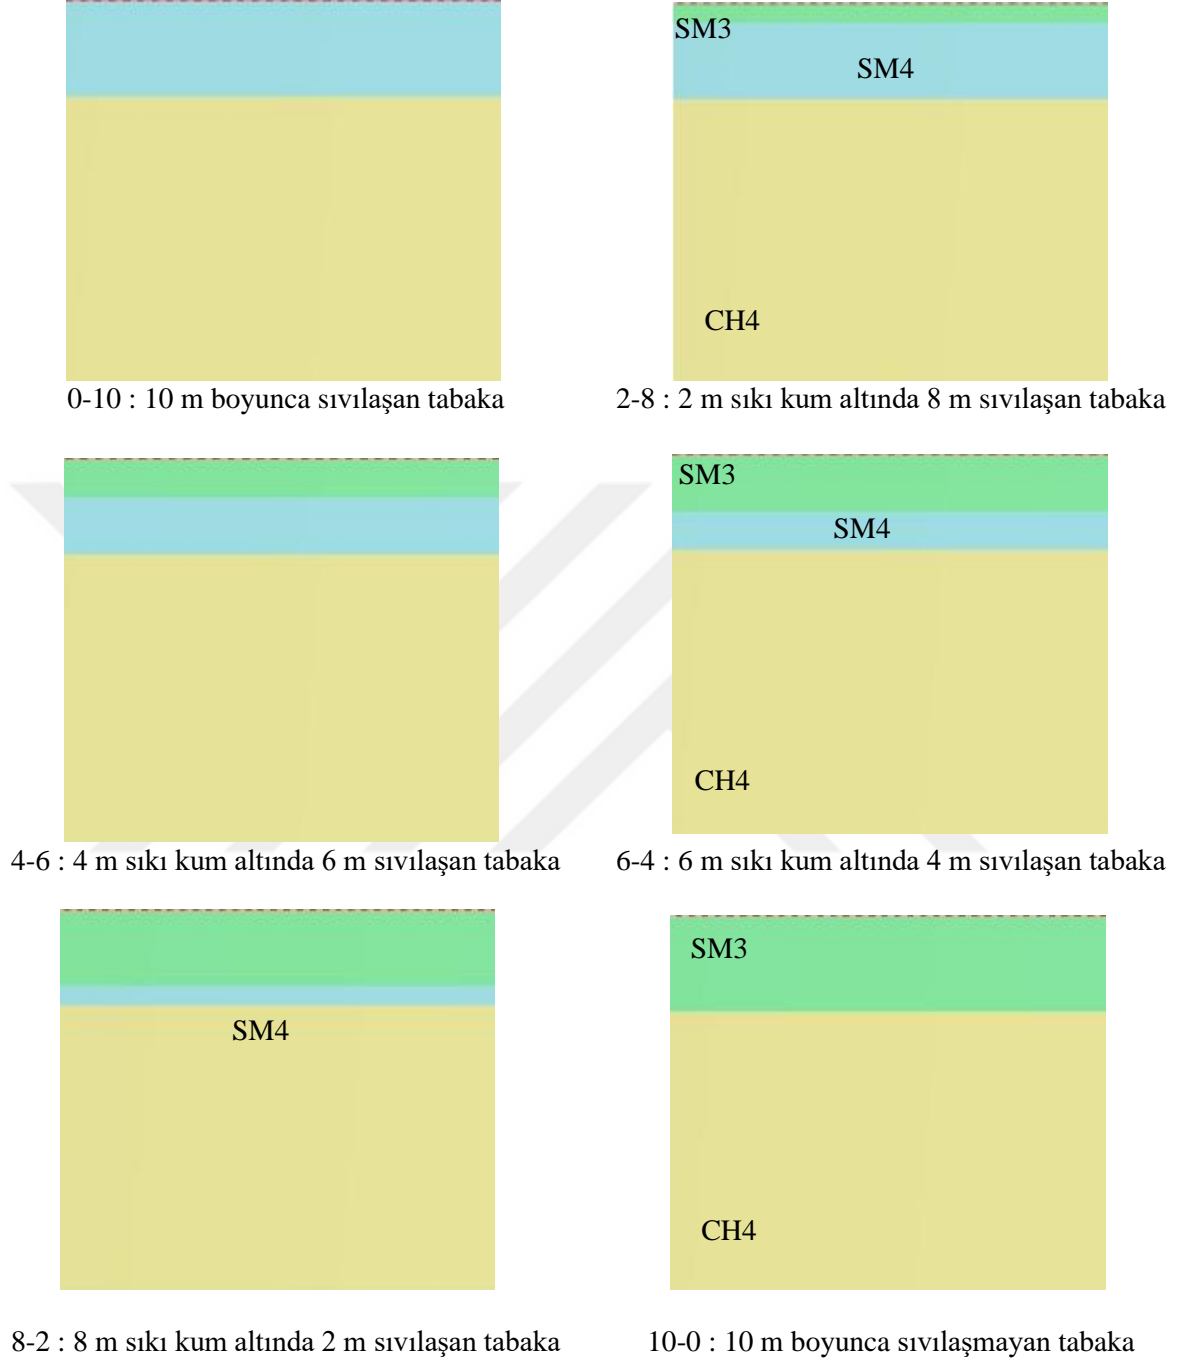 SM3
SM4
CH4
0-10 : 10 m boyunca sıvılaşan tabaka
2-8 : 2 m sıkı kum altında 8 m sıvılaşan tabaka
SM3
SM4
CH4
4-6 : 4 m sıkı kum altında 6 m sıvılaşan tabaka
6-4 : 6 m sıkı kum altında 4 m sıvılaşan tabaka
SM3
SM4
CH4
8-2 : 8 m sıkı kum altında 2 m sıvılaşan tabaka
10-0 : 10 m boyunca sıvılaşmayan tabaka